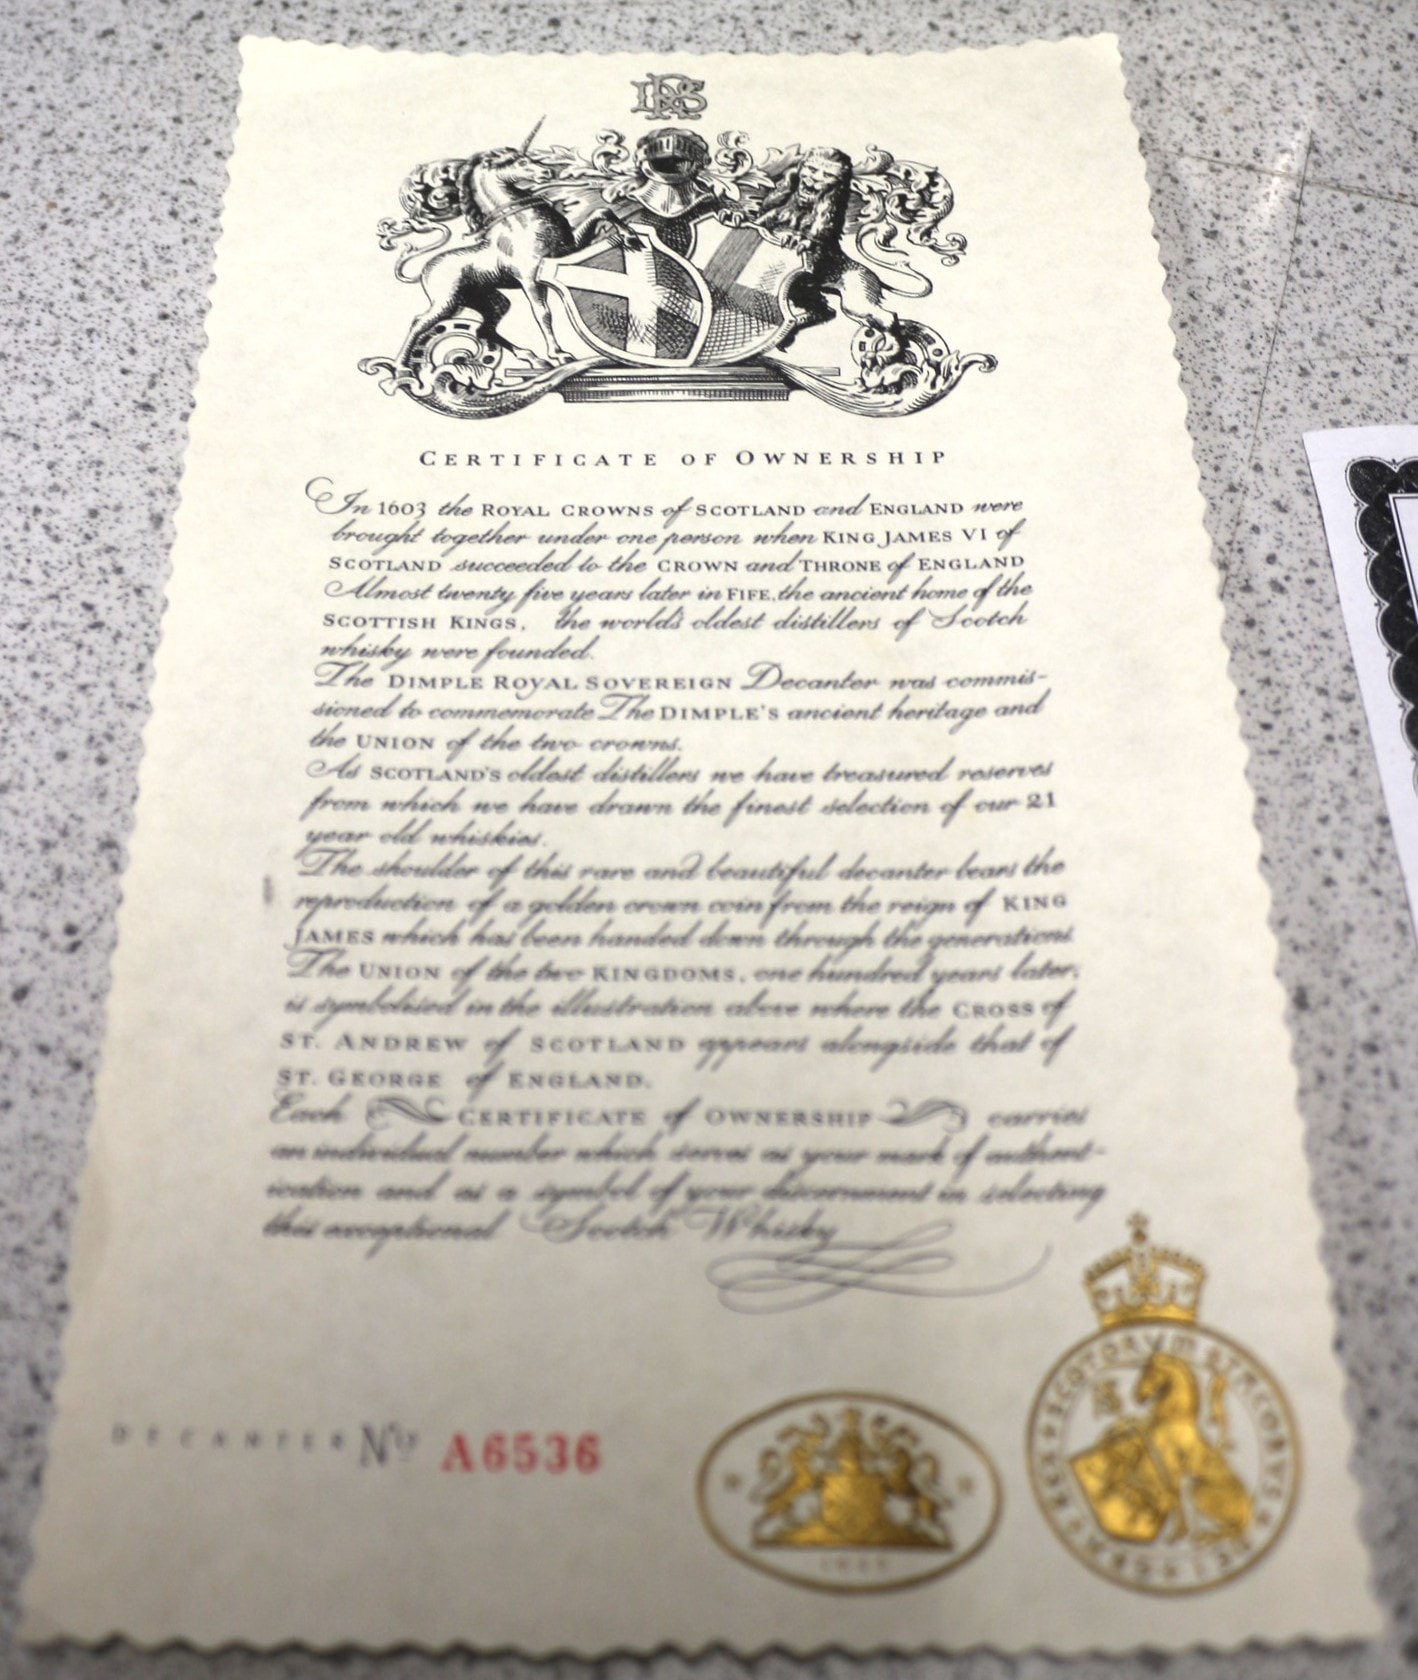 DRS
CERTIFICATE OF OWNERSHIP
In 1603 the ROYAL CROWNS of SCOTLAND and ENGLAND were
brought together under one person when KING JAMES VI of
SCOTLAND succeeded to the CROWN and THRONE of ENGLAND
Almost twenty five years later in FIFE, the ancient home of the
SCOTTISH KINGS, the world's oldest distillers of Scotch
whisky were founded.
The DIMPLE ROYAL SOVEREIGN Decanter was commis-
sioned to commemorate The DIMPLE'S ancient heritage and
the UNION of the two crowns.
As SCOTLAND'S oldest distillers we have treasured reserves
from which we have drawn the finest selection of our 21
year old whiskies.
The shoulder of this rare and beautiful decanter bears the
reproduction of a golden crown coin from the reign of KING
JAMES which has been handed down through the generations.
The UNION of the two KINGDOMS, one hundred years later,
is symbolised in the illustration above where the CROSS of
ST. ANDREW of SCOTLAND appears alongside that of
ST. GEORGE of ENGLAND.
Each CERTIFICATE of OWNERSHIP carries
an individual number which serves as your mark of authent-
ication and as a symbol of your discernment in selecting
this exceptional Scotch Whisky
DECANTER No A6536
SCOTORVM